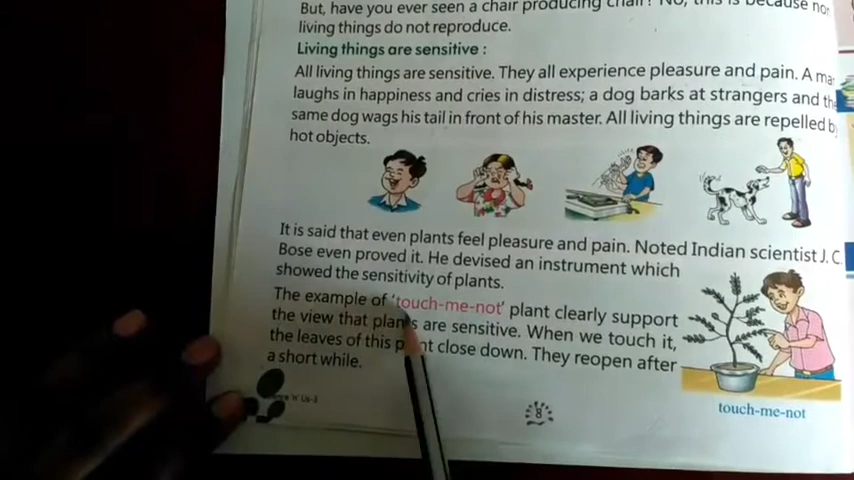 But, have you ever seen a chair producing chair? No, this is because
living things do not reproduce.
Living things are sensitive :
All living things are sensitive. They all experience pleasure and pain. A
laughs in happiness and cries in distress; a dog barks at strangers and
same dog wags his tail in front of his master. All living things are repelled
hot objects.
It is said that even plants feel pleasure and pain. Noted Indian scientist J. C.
Bose even proved it. He devised an instrument which
showed the sensitivity of plants.
The example of 'touch-me-not' plant clearly support
the view that plants are sensitive. When we touch it,
the leaves of this plant close down. They reopen after
a short while.
'n' Us-3
8
touch-me-not